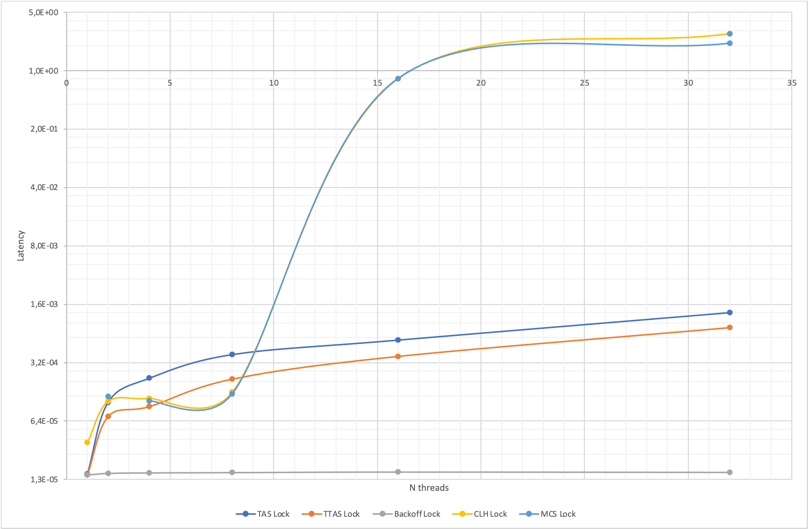 5,0E+00
1,0E+00
0 5 10 15 20 25 30 35
2,0E-01
4,0E-02
Latency
8,0E-03
1,6E-03
3,2E-04
6,4E-05
1,3E-05
N threads
TAS Lock TTAS Lock Backoff Lock CLH Lock MCS Lock